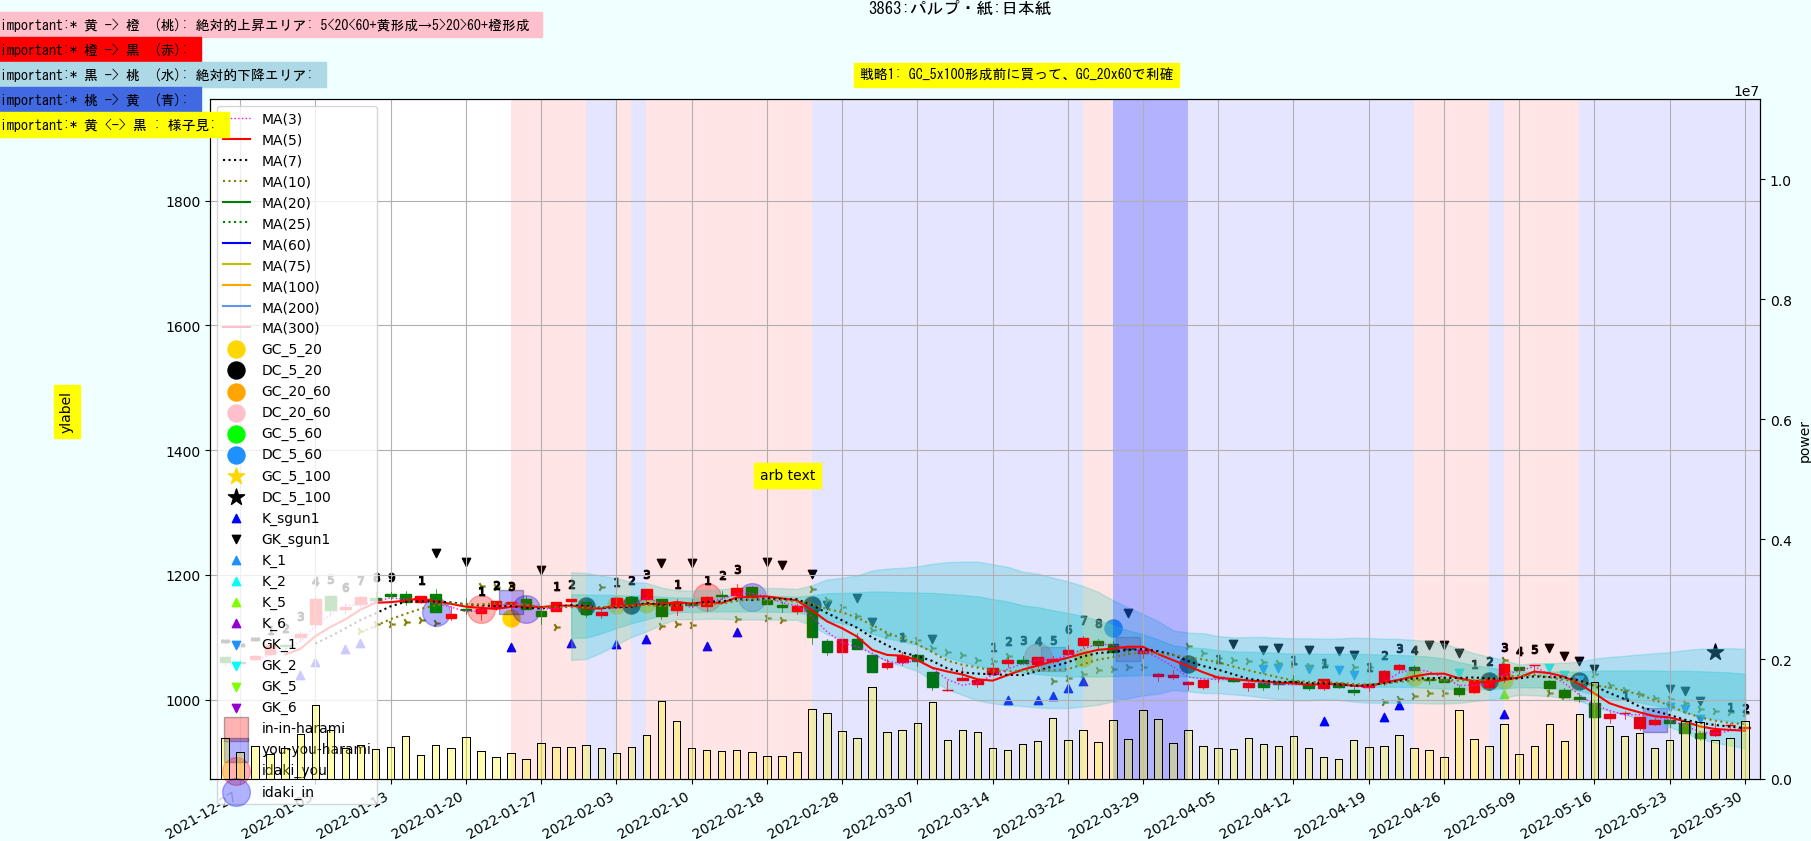 3863:パルプ・紙:日本紙
important:* 黄 -> 橙 (桃): 絶対的上昇エリア: 5<20<60+黄形成→5>20>60+橙形成
important:* 橙 -> 黒 (赤):
important:* 黒 -> 桃 (水): 絶対的下降エリア:
important:* 桃 -> 黄 (青):
important:* 黄 <-> 黒 : 様子見:
戦略1: GC_5x100形成前に買って、GC_20x60で利確
1e7
MA(3)
MA(5)
MA(7)
MA(10)
MA(20)
MA(25)
MA(60)
MA(75)
MA(100)
MA(200)
MA(300)
GC_5_20
DC_5_20
GC_20_60
DC_20_60
GC_5_60
DC_5_60
GC_5_100
DC_5_100
K_sgun1
GK_sgun1
K_1
K_2
K_5
K_6
GK_1
GK_2
GK_5
GK_6
in-in-harami
you-you-harami
idaki_you
idaki_in
1800
1600
1400
1200
1000
ylabel
arb text
1.0
0.8
0.6
0.4
0.2
0.0
power
2021-12-27
2022-01-05
2022-01-13
2022-01-20
2022-01-27
2022-02-03
2022-02-10
2022-02-18
2022-02-28
2022-03-07
2022-03-14
2022-03-22
2022-03-29
2022-04-05
2022-04-12
2022-04-19
2022-04-26
2022-05-09
2022-05-16
2022-05-23
2022-05-30